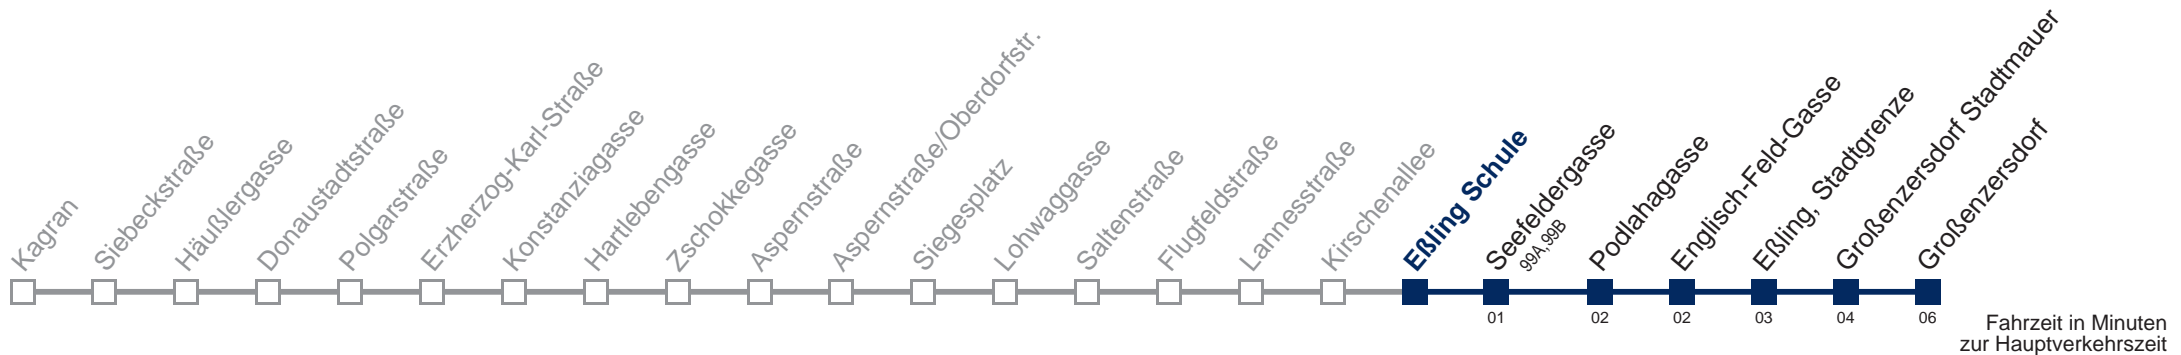 Kagran
Siebeckstraße
Häußlergasse
Donaustadtstraße
Polgarstraße
Erzherzog-Karl-Straße
Konstanziagasse
Hartlebengasse
Zschokkegasse
Aspernstraße
Aspernstraße/Oberdorfstr.
Siegesplatz
Lohwaggasse
Saltenstraße
Flugfeldstraße
Lannesstraße
Kirschenallee
Eßling Schule
Seefeldergasse
99A,99B
Podlahagasse
Englisch-Feld-Gasse
Eßling, Stadtgrenze
Großenzersdorf Stadtmauer
Großenzersdorf
01 02 02 03 04 06
Fahrzeit in Minuten
zur Hauptverkehrszeit